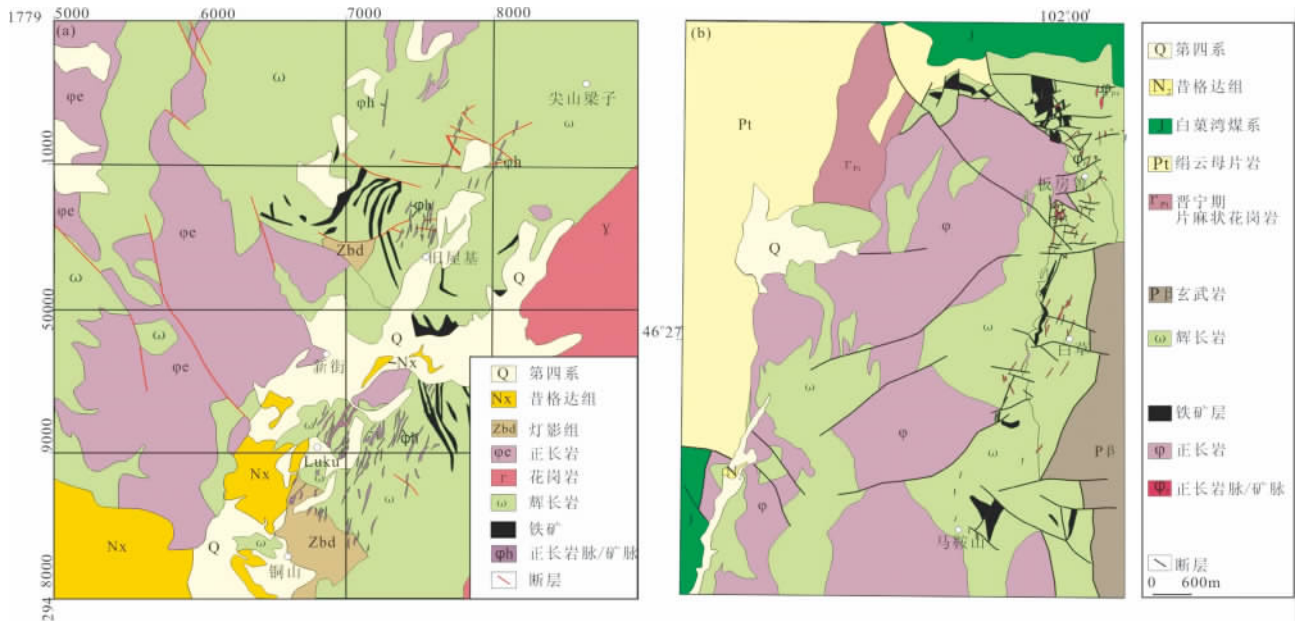 5000
6000
7000
8000
1779
(a)
ω
尖山梁子
ω
φe
φh
1000
φh
φe
φh
φe
Zbd
旧屋基
ɣ
ω
Q
50000
ω
Q
新街
Nx
φe
ω
φh
9000
Luku
Nx
ω
ω
Zbd
Nx
Q
ω
铜山
8000
294
Q 第四系
Nx 昔格达组
Zbd 灯影组
φe 正长岩
r 花岗岩
ω 辉长岩
铁矿
φh 正长岩脉/矿脉
断层
102°00′
(b)
J
Pt
板房箐
φ
Q
46°27′
ω
白草
ω
φ
Pβ
ω
N
φ
J
马鞍山
Q 第四系
N₂ 昔格达组
J 白菓湾煤系
Pt 绢云母片岩
晋宁期
片麻状花岗岩
Pβ 玄武岩
ω 辉长岩
铁矿层
φ 正长岩
正长岩脉/矿脉
断层
0 600m